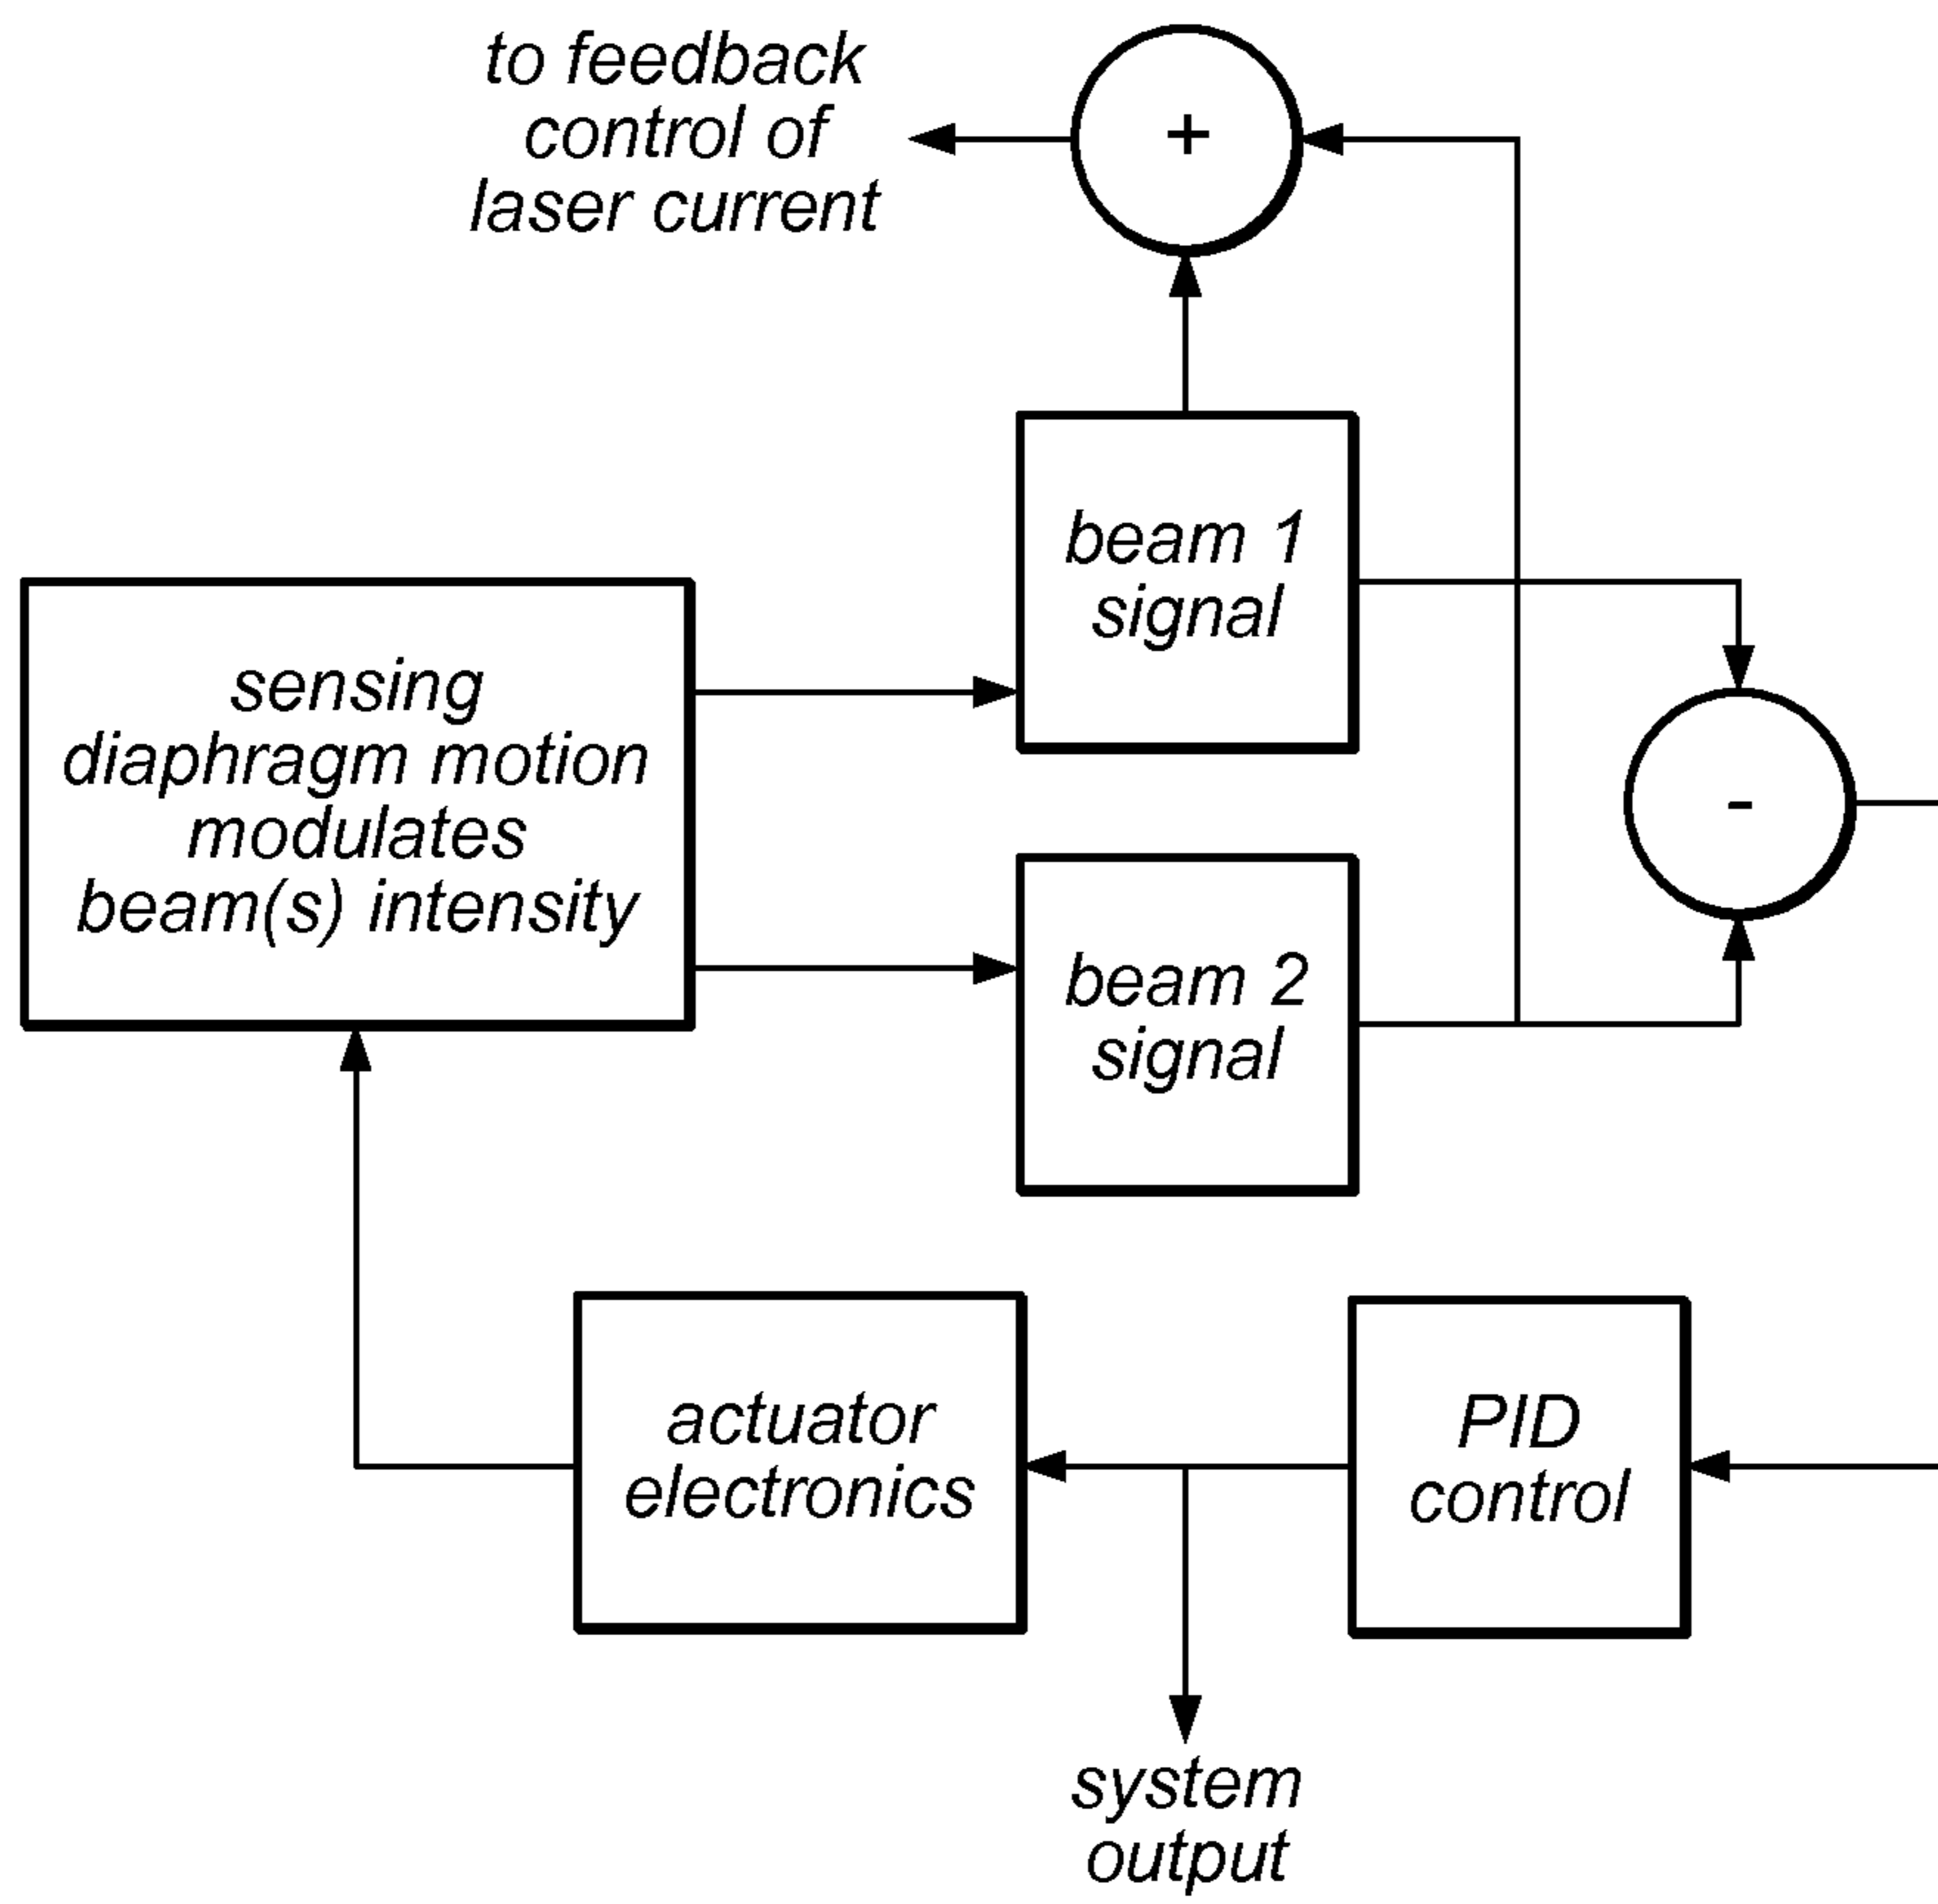 to feedback
control of
laser current
+
beam 1
signal
sensing
diaphragm motion
modulates
beam(s) intensity
-
beam 2
signal
actuator
electronics
PID
control
system
output